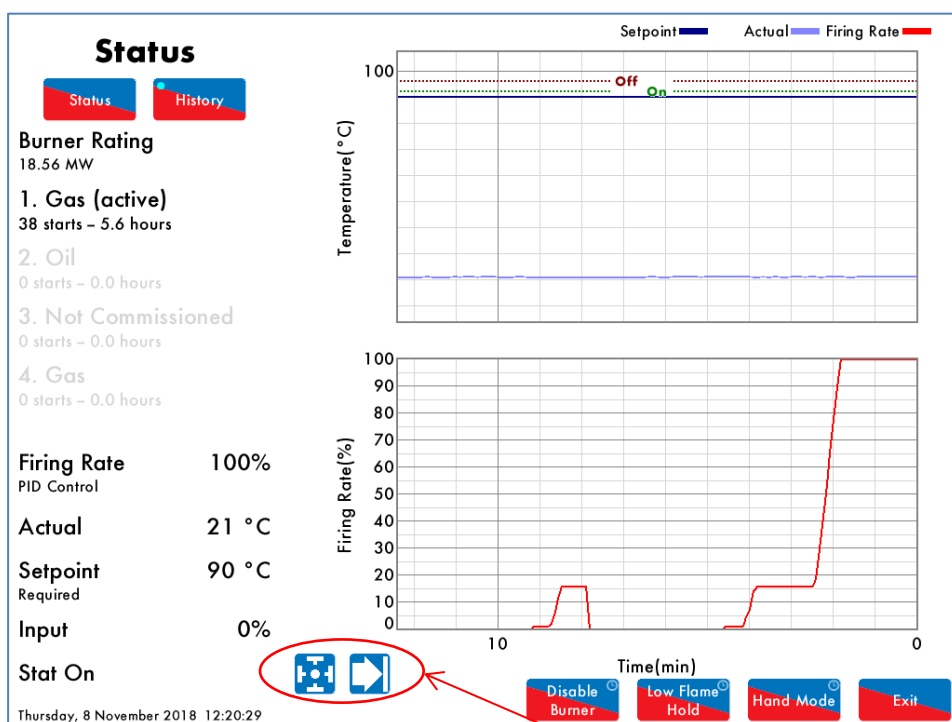 Status
Status
History
Burner Rating
18.56 MW
1. Gas (active)
38 starts – 5.6 hours
2. Oil
0 starts – 0.0 hours
3. Not Commissioned
0 starts – 0.0 hours
4. Gas
0 starts – 0.0 hours
Firing Rate 100%
PID Control
Actual 21 °C
Setpoint 90 °C
Required
Input 0%
Stat On
Thursday, 8 November 2018 12:20:29
Setpoint Actual Firing Rate
100
Off
On
Temperature(°C)
100
90
80
70
60
50
40
30
20
10
0
Firing Rate(%)
10 0
Time(min)
Disable
Burner
Low Flame
Hold
Hand Mode
Exit